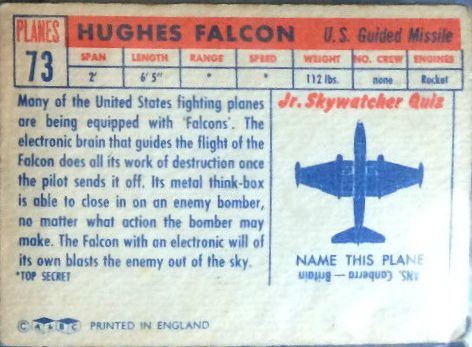 PLANES
73
HUGHES FALCON
U.S. Guided Missile
SPAN LENGTH RANGE SPEED WEIGHT NO. CREW ENGINES
2' 6' 5" * * 112 lbs. none Rocket
Many of the United States fighting planes
are being equipped with 'Falcons'. The
electronic brain that guides the flight of the
Falcon does all its work of destruction once
the pilot sends it off. Its metal think-box
is able to close in on an enemy bomber,
no matter what action the bomber may
make. The Falcon with an electronic will of
its own blasts the enemy out of the sky.
*TOP SECRET
Jr. Skywatcher Quiz
NAME THIS PLANE
ANS. Canberra
Britain —
© A&BC PRINTED IN ENGLAND